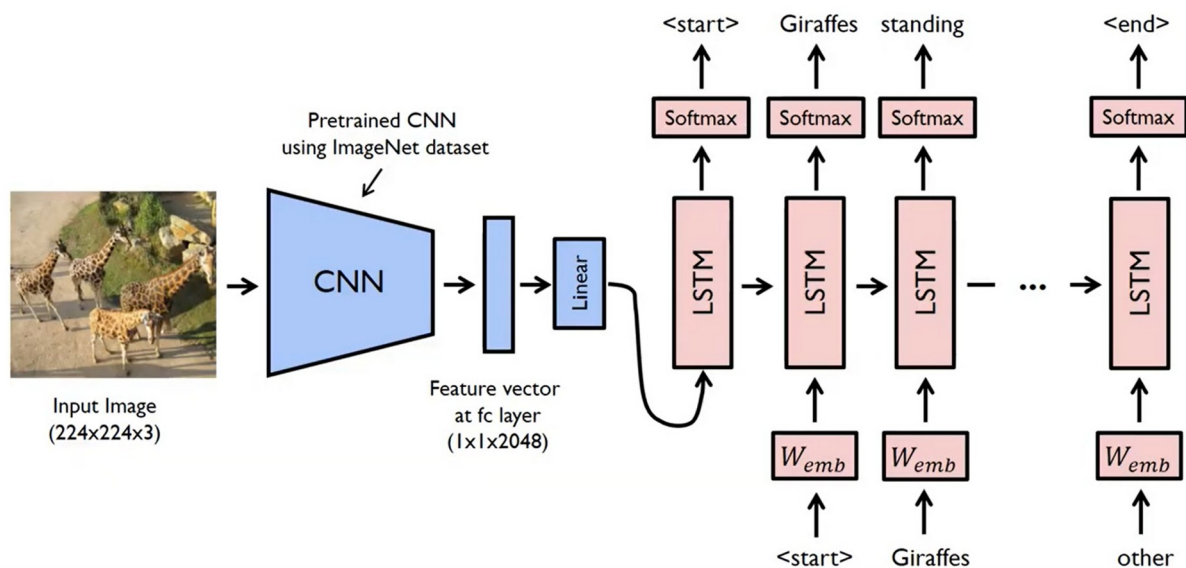 <start> Giraffes standing <end>
Softmax Softmax Softmax Softmax
Pretrained CNN
using ImageNet dataset
CNN
Linear
LSTM LSTM LSTM ... LSTM
Input Image
(224x224x3)
Feature vector
at fc layer
(1x1x2048)
W_emb W_emb W_emb
<start> Giraffes other